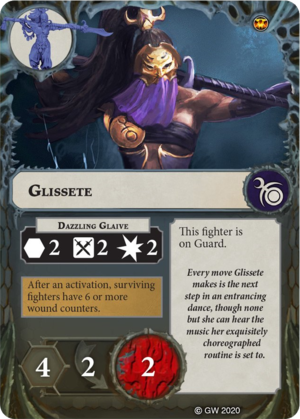 GLISSETE
DAZZLING GLAIVE
2 2 2
This fighter is
on Guard.
After an activation, surviving
fighters have 6 or more
wound counters.
Every move Glissete
makes is the next
step in an entrancing
dance, though none
but she can hear the
music her exquisitely
choreographed
routine is set to.
4 2 2
© GW 2020